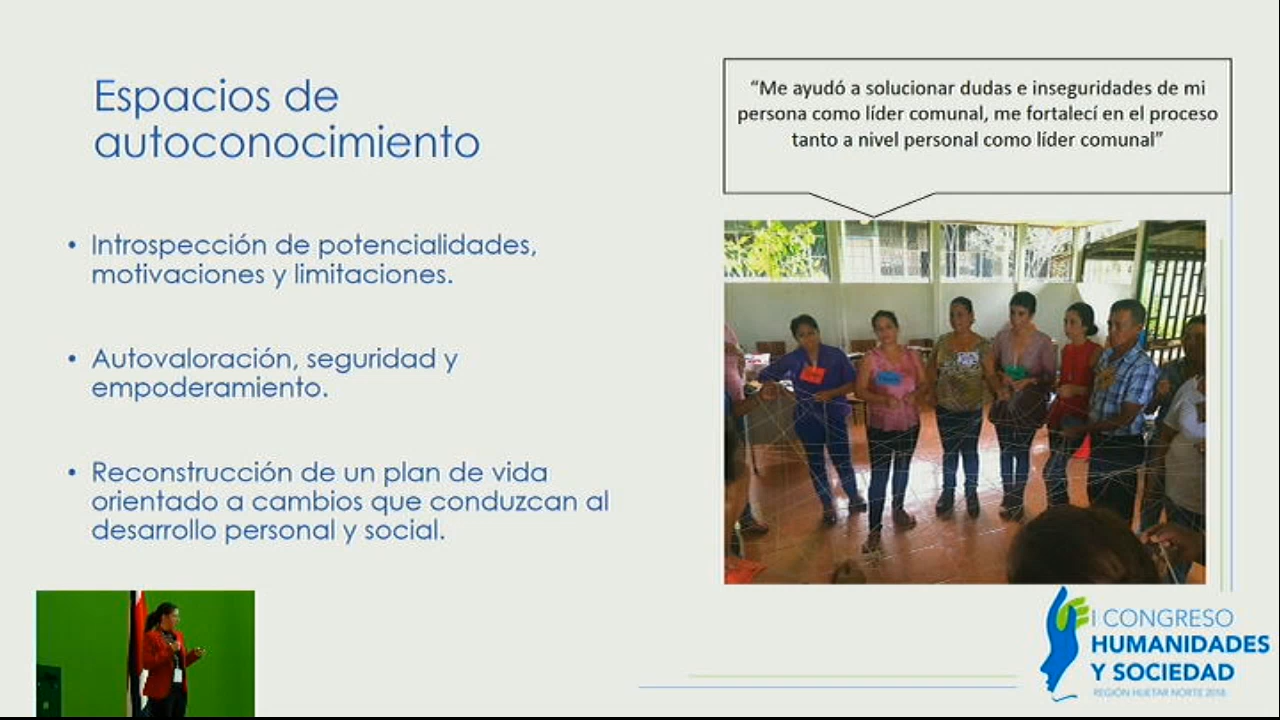 Espacios de
autoconocimiento
• Introspección de potencialidades,
motivaciones y limitaciones.
• Autovaloración, seguridad y
empoderamiento.
• Reconstrucción de un plan de vida
orientado a cambios que conduzcan al
desarrollo personal y social.
“Me ayudó a solucionar dudas e inseguridades de mi
persona como líder comunal, me fortalecí en el proceso
tanto a nivel personal como líder comunal”
I CONGRESO
HUMANIDADES
Y SOCIEDAD
REGIÓN HUETAR NORTE 2018